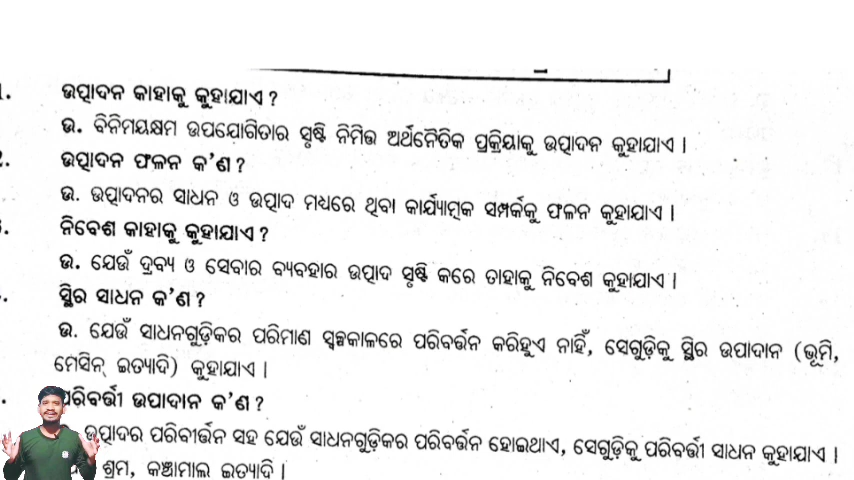 ଉତ୍ପାଦନ କାହାକୁ କୁହାଯାଏ ?
ଉ. ବିନିମୟକ୍ଷମ ଉପଯୋଗିତାର ସୃଷ୍ଟି ନିମିତ୍ତ ଅର୍ଥନୈତିକ ପ୍ରକ୍ରିୟାକୁ ଉତ୍ପାଦନ କୁହାଯାଏ ।
ଉତ୍ପାଦନ ଫଳନ କ’ଣ ?
ଉ. ଉତ୍ପାଦନର ସାଧନ ଓ ଉତ୍ପାଦ ମଧ୍ୟରେ ଥିବା କାର୍ଯ୍ୟାତ୍ମକ ସମ୍ପର୍କକୁ ଫଳନ କୁହାଯାଏ ।
ନିବେଶ କାହାକୁ କୁହାଯାଏ ?
ଉ. ଯେଉଁ ଦ୍ରବ୍ୟ ଓ ସେବାର ବ୍ୟବହାର ଉତ୍ପାଦ ସୃଷ୍ଟି କରେ ତାହାକୁ ନିବେଶ କୁହାଯାଏ ।
ସ୍ଥିର ସାଧନ କ’ଣ ?
ଉ. ଯେଉଁ ସାଧନଗୁଡ଼ିକର ପରିମାଣ ସ୍ଵଳ୍ପକାଳରେ ପରିବର୍ତ୍ତନ କରିହୁଏ ନାହିଁ, ସେଗୁଡ଼ିକୁ ସ୍ଥିର ଉପାଦାନ (ଭୂମି,
ମେସିନ୍ ଇତ୍ୟାଦି) କୁହାଯାଏ ।
ପରିବର୍ତ୍ତୀ ଉପାଦାନ କ’ଣ ?
ଉତ୍ପାଦର ପରିବୀର୍ତ୍ତନ ସହ ଯେଉଁ ସାଧନଗୁଡ଼ିକର ପରିବର୍ତ୍ତନ ହୋଇଥାଏ, ସେଗୁଡ଼ିକୁ ପରିବର୍ତ୍ତୀ ସାଧନ କୁହାଯାଏ ।
ଶ୍ରମ, କଞ୍ଚାମାଲ ଇତ୍ୟାଦି ।